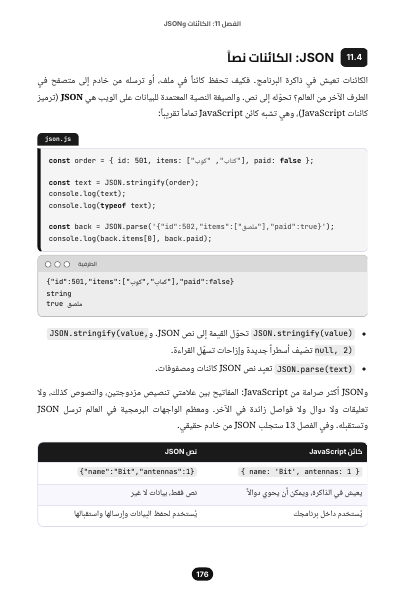 الفصل 11: الكائنات وJSON
11.4 JSON: الكائنات نصاً
الكائنات تعيش في ذاكرة البرنامج. فكيف تحفظ كائناً في ملف، أو ترسله من خادم إلى متصفح في
الطرف الآخر من العالم؟ تحوّله إلى نص. والصيغة النصية المعتمدة للبيانات على الويب هي JSON (ترميز
كائنات JavaScript)، وهي تشبه كائن JavaScript تماماً تقريباً:
json.js
const order = { id: 501, items: ["كتاب", "كوب"], paid: false };
const text = JSON.stringify(order);
console.log(text);
console.log(typeof text);
const back = JSON.parse('{"id":502,"items":["ملصق"],"paid":true}');
console.log(back.items[0], back.paid);
الطرفية
{"id":501,"items":["كتاب","كوب"],"paid":false}
string
ملصق true
JSON.stringify(value) تحوّل القيمة إلى نص JSON. وJSON.stringify(value,
null, 2) تضيف أسطراً جديدة وإزاحات تسهّل القراءة.
JSON.parse(text) تعيد نص JSON كائنات ومصفوفات.
وJSON أكثر صرامة من JavaScript: المفاتيح بين علامتي تنصيص مزدوجتين، والنصوص كذلك، ولا
تعليقات ولا دوال ولا فواصل زائدة في الآخر. ومعظم الواجهات البرمجية في العالم ترسل JSON
وتستقبله. وفي الفصل 13 ستجلب JSON من خادم حقيقي.
كائن JavaScript نص JSON
{ name: 'Bit', antennas: 1 } {"name":"Bit","antennas":1}
يعيش في الذاكرة، ويمكن أن يحوي دوالاً نص فقط، بيانات لا غير
يُستخدم داخل برنامجك يُستخدم لحفظ البيانات وإرسالها واستقبالها
176